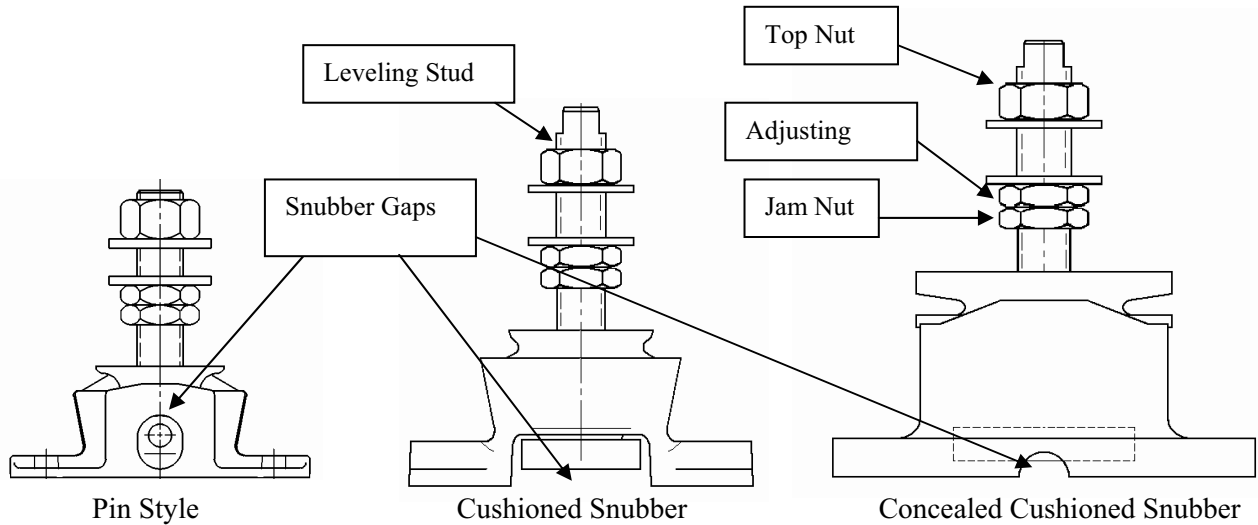 Top Nut
Leveling Stud
Adjusting
Snubber Gaps
Jam Nut
Pin Style
Cushioned Snubber
Concealed Cushioned Snubber